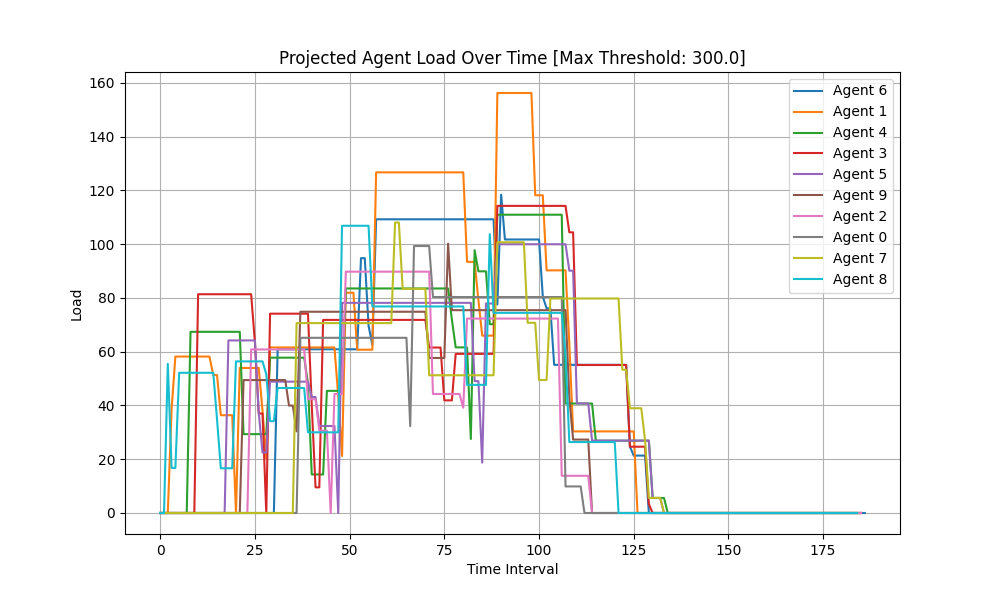 Projected Agent Load Over Time [Max Threshold: 300.0]
160
140
120
100
80
60
40
20
0
Load
0 25 50 75 100 125 150 175
Time Interval
Agent 6
Agent 1
Agent 4
Agent 3
Agent 5
Agent 9
Agent 2
Agent 0
Agent 7
Agent 8